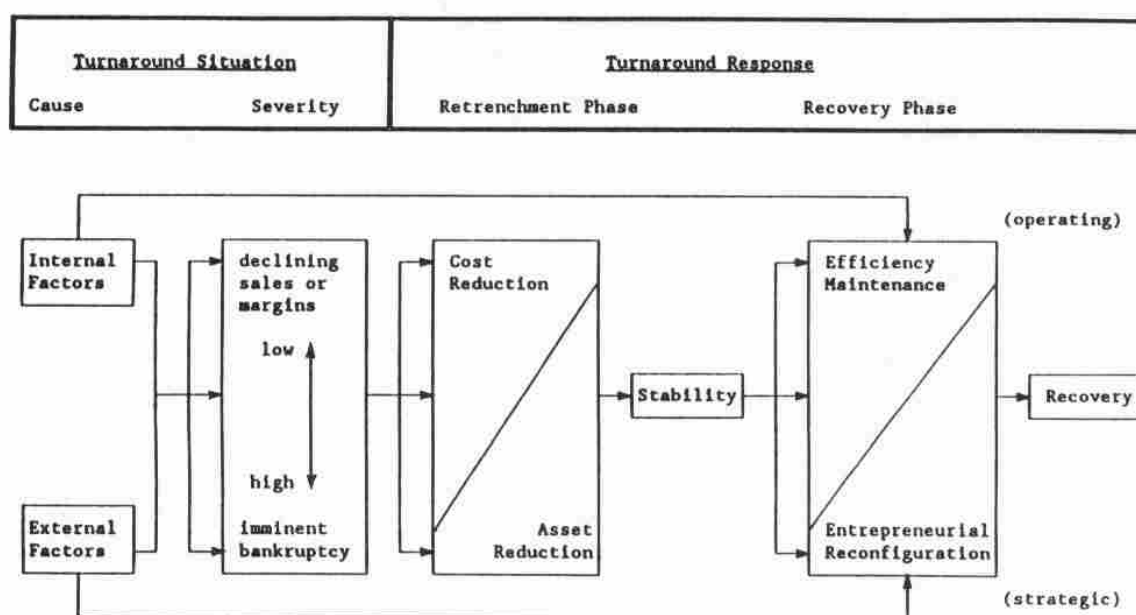 Turnaround Situation
Turnaround Response
Cause
Severity
Retrenchment Phase
Recovery Phase
(operating)
Internal
Factors
declining
sales or
margins
low
high
imminent
bankruptcy
Cost
Reduction
Asset
Reduction
Stability
Efficiency
Maintenance
Entrepreneurial
Reconfiguration
Recovery
External
Factors
(strategic)